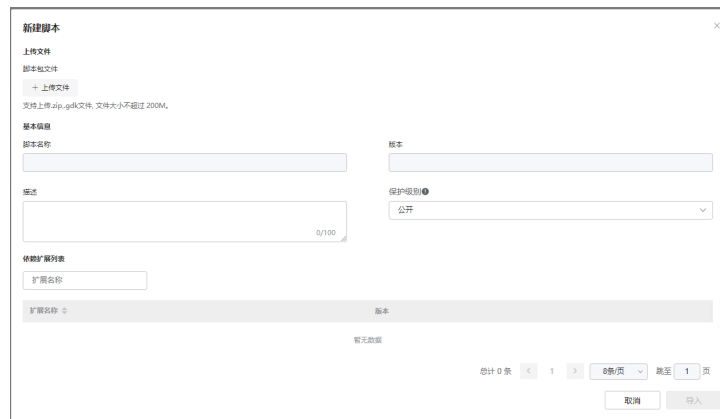 新建脚本
上传文件
脚本包文件
+ 上传文件
支持上传.zip,.gdk文件, 文件大小不超过 200M。
基本信息
脚本名称 版本
描述 保护级别
公开
0/100
依赖扩展列表
扩展名称
扩展名称 版本
暂无数据
总计 0 条 < 1 > 8条/页 跳至 1 页
取消 导入